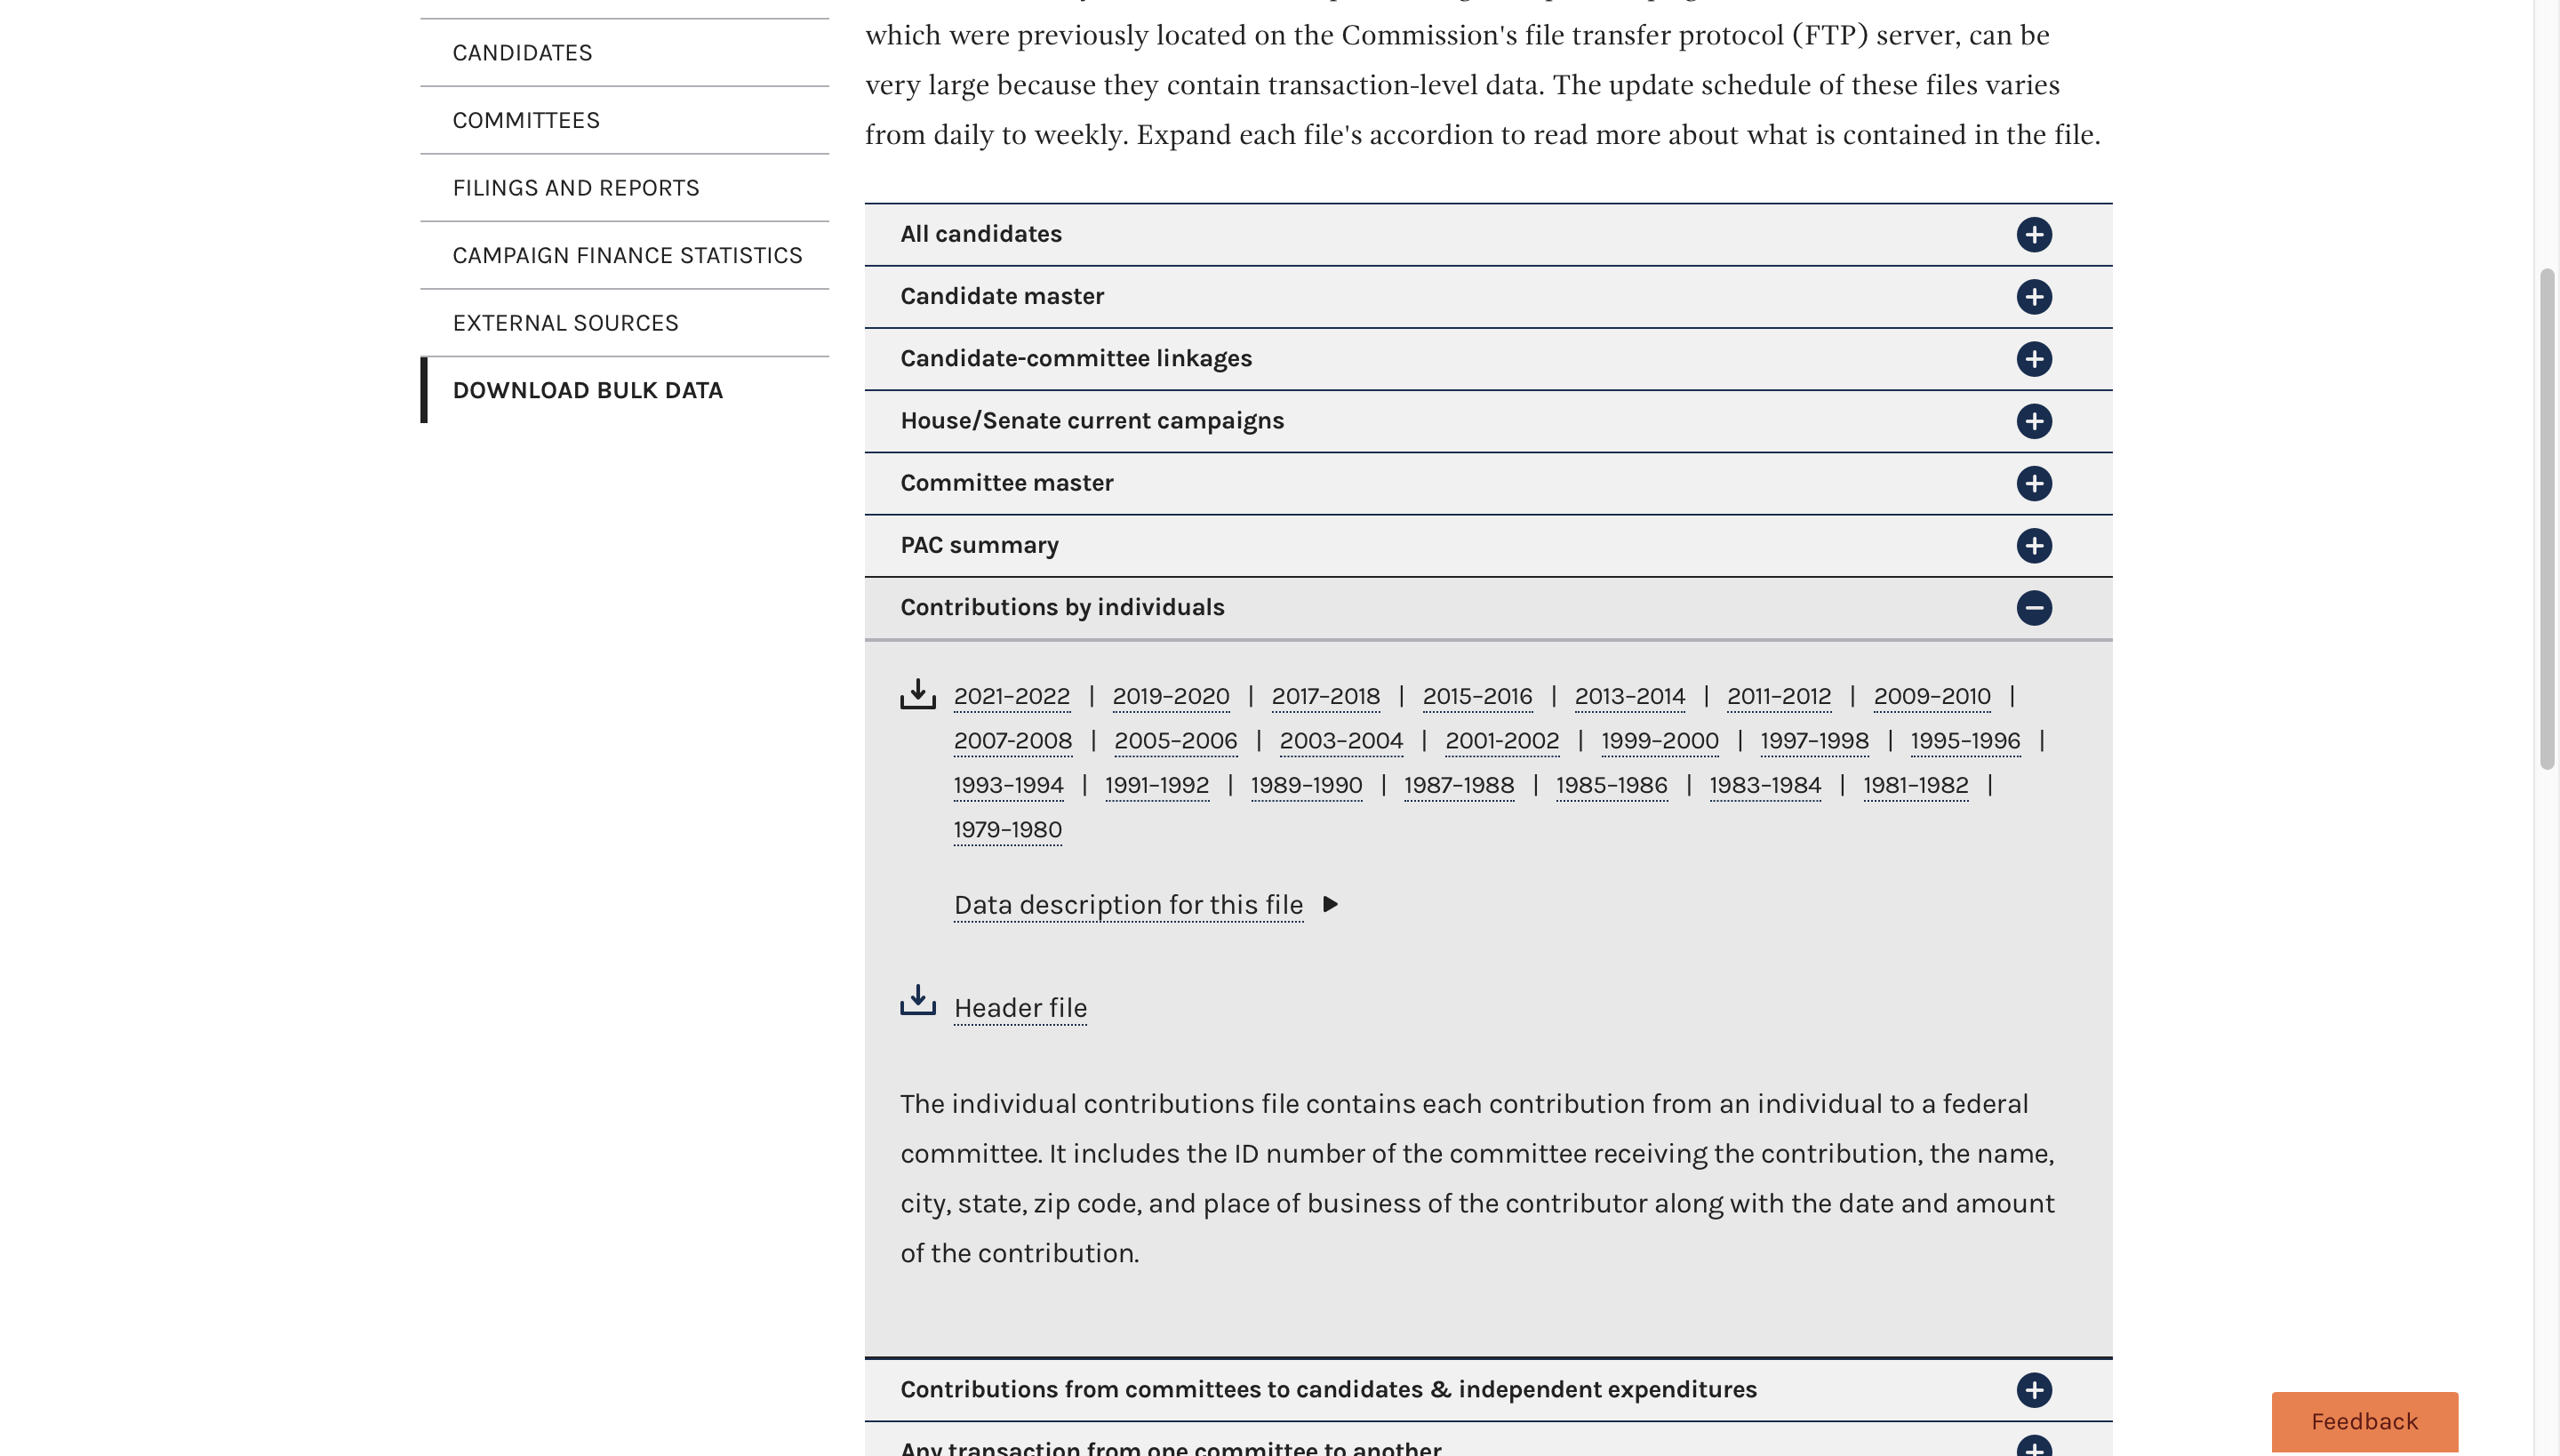 CANDIDATES
COMMITTEES
FILINGS AND REPORTS
CAMPAIGN FINANCE STATISTICS
EXTERNAL SOURCES
DOWNLOAD BULK DATA
which were previously located on the Commission's file transfer protocol (FTP) server, can be
very large because they contain transaction-level data. The update schedule of these files varies
from daily to weekly. Expand each file's accordion to read more about what is contained in the file.
All candidates
Candidate master
Candidate-committee linkages
House/Senate current campaigns
Committee master
PAC summary
Contributions by individuals
2021–2022 | 2019–2020 | 2017–2018 | 2015–2016 | 2013–2014 | 2011–2012 | 2009–2010 |
2007-2008 | 2005–2006 | 2003–2004 | 2001-2002 | 1999–2000 | 1997–1998 | 1995–1996 |
1993–1994 | 1991–1992 | 1989–1990 | 1987–1988 | 1985–1986 | 1983–1984 | 1981–1982 |
1979–1980
Data description for this file
Header file
The individual contributions file contains each contribution from an individual to a federal
committee. It includes the ID number of the committee receiving the contribution, the name,
city, state, zip code, and place of business of the contributor along with the date and amount
of the contribution.
Contributions from committees to candidates & independent expenditures
Any transaction from one committee to another
Feedback